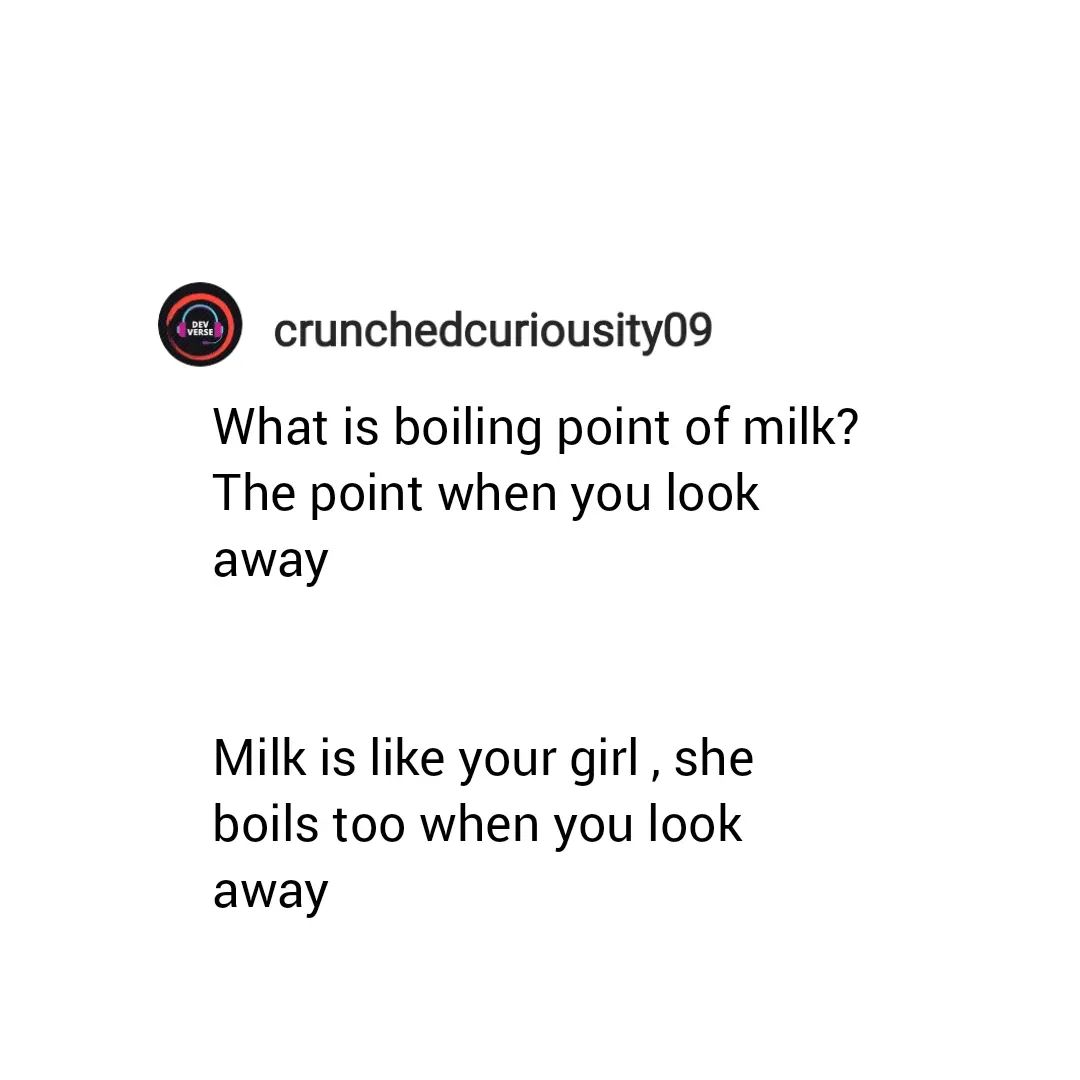 DEV
VERSE
crunchedcuriousity09
What is boiling point of milk?
The point when you look
away
Milk is like your girl , she
boils too when you look
away